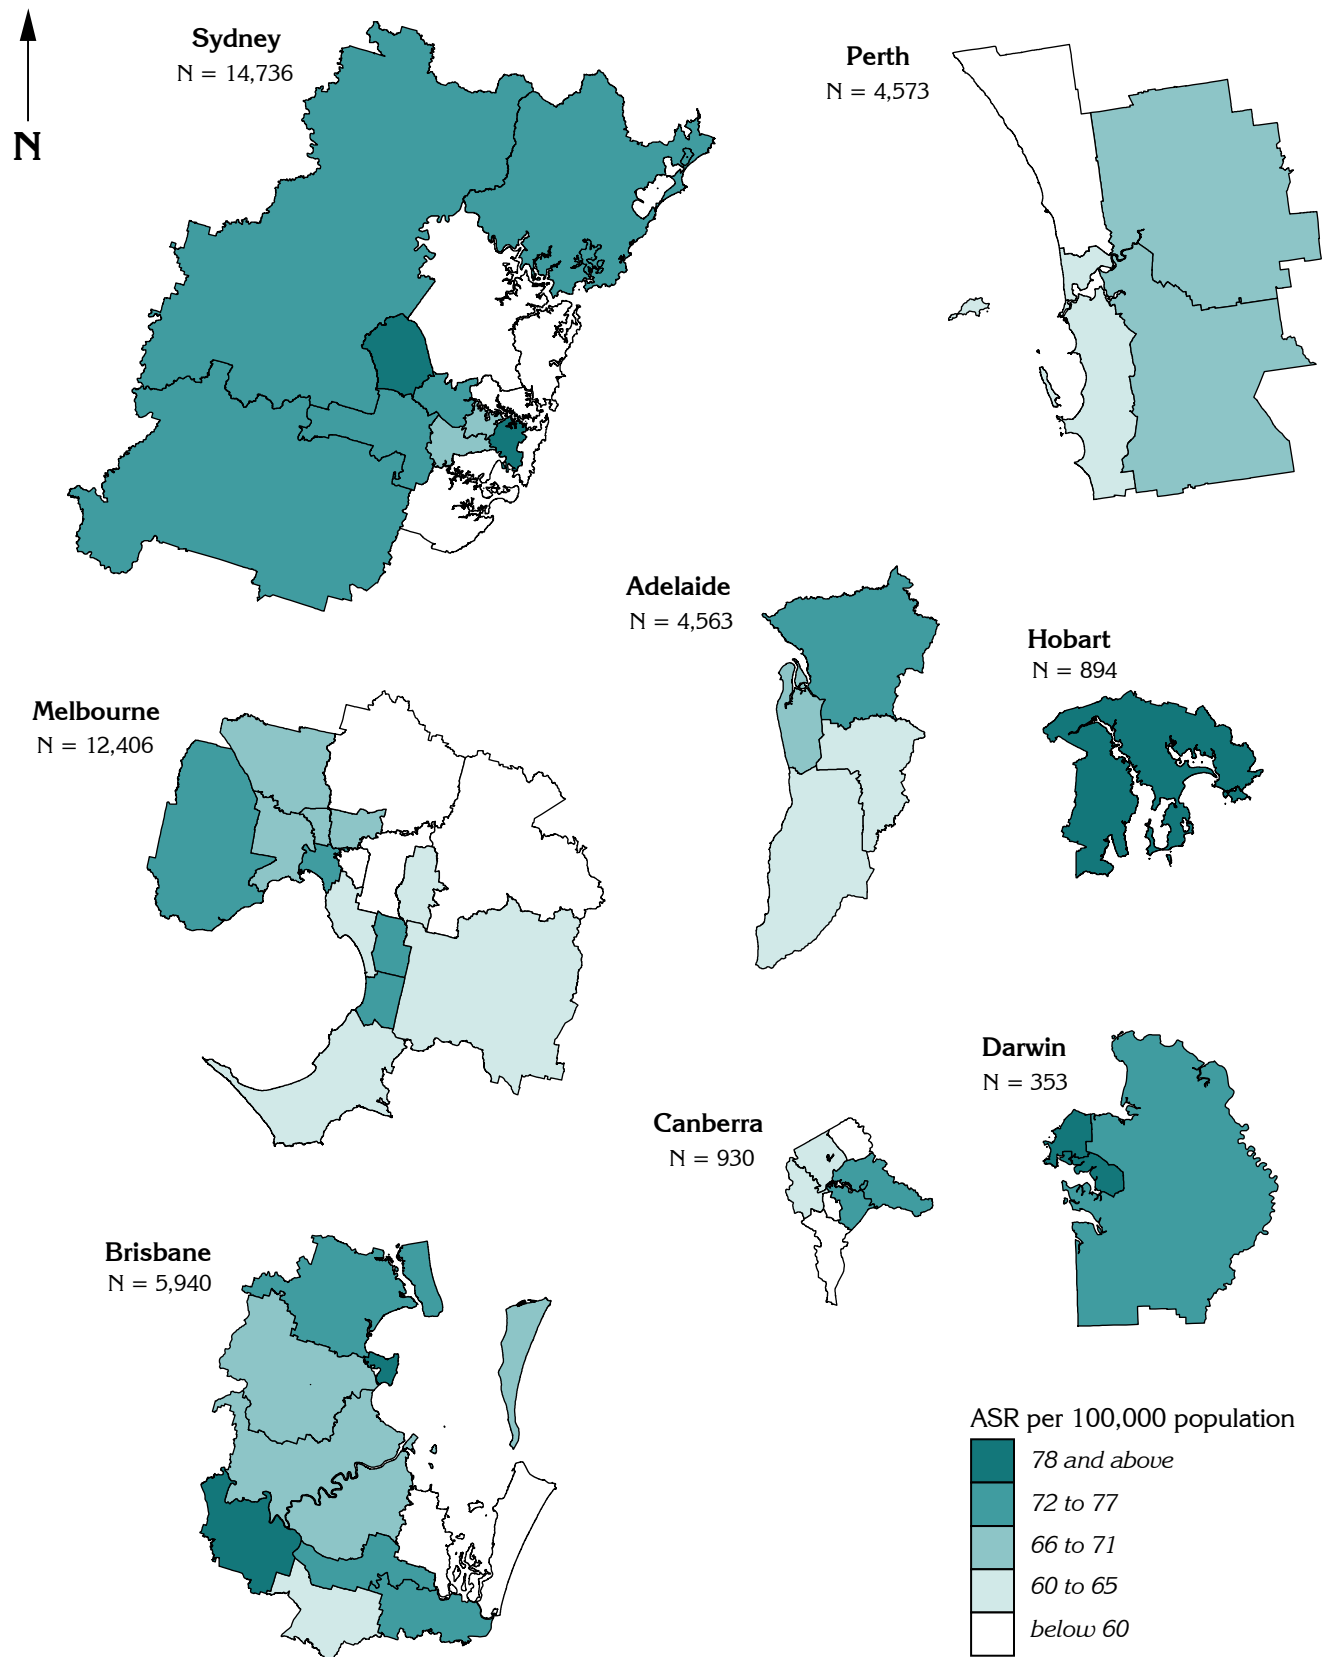 Sydney
N = 14,736
Perth
N = 4,573
N
Adelaide
N = 4,563
Hobart
N = 894
Melbourne
N = 12,406
Darwin
N = 353
Canberra
N = 930
Brisbane
N = 5,940
ASR per 100,000 population
78 and above
72 to 77
66 to 71
60 to 65
below 60